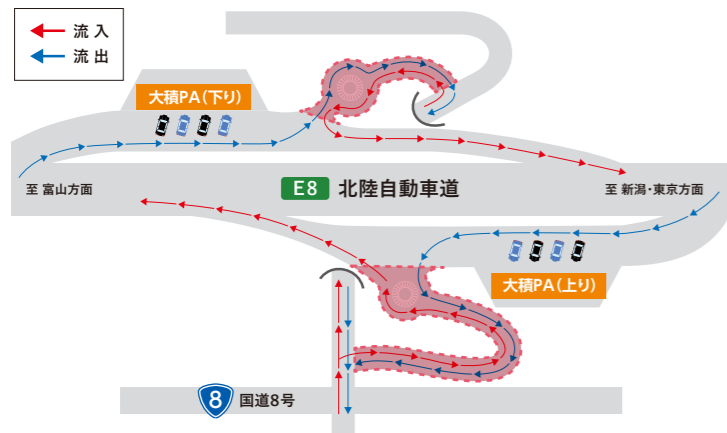 流入
流出
大積PA(下り)
至 富山方面
E8 北陸自動車道
至 新潟・東京方面
大積PA(上り)
8 国道8号